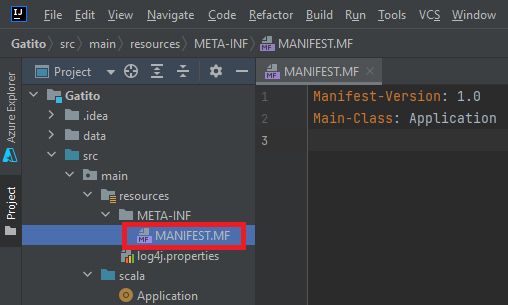 IJ File Edit View Navigate Code Refactor Build Run Tools VCS Window
Gatito src main resources META-INF MANIFEST.MF
Azure Explorer
Project
Project
Gatito
.idea
data
src
main
resources
META-INF
MANIFEST.MF
log4j.properties
scala
Application
MANIFEST.MF
1 Manifest-Version: 1.0
2 Main-Class: Application
3